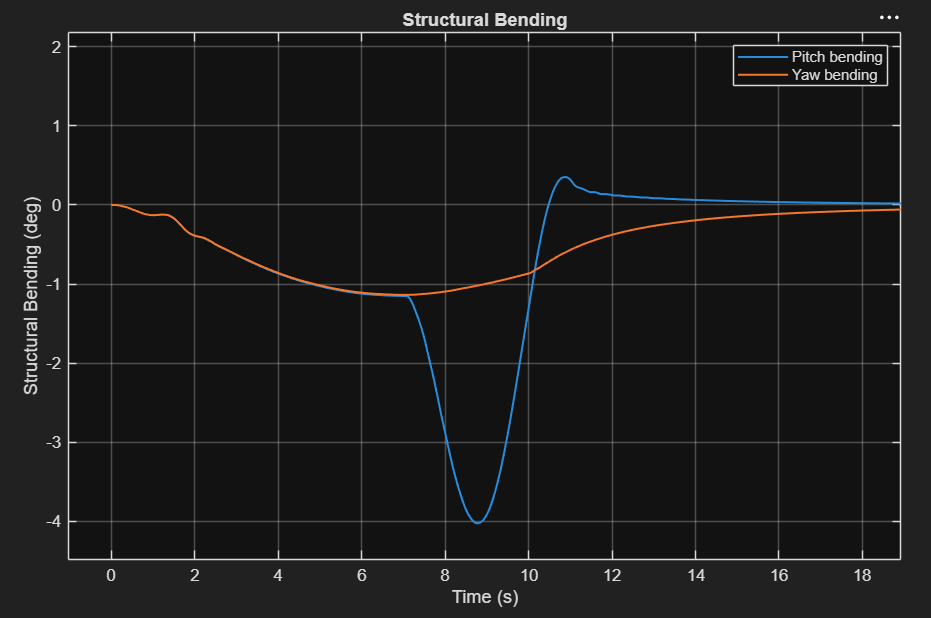 Structural Bending
Pitch bending
Yaw bending
Structural Bending (deg)
2
1
0
-1
-2
-3
-4
0 2 4 6 8 10 12 14 16 18
Time (s)